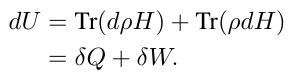 dU = Tr(dρH) + Tr(ρdH)
= δQ + δW.